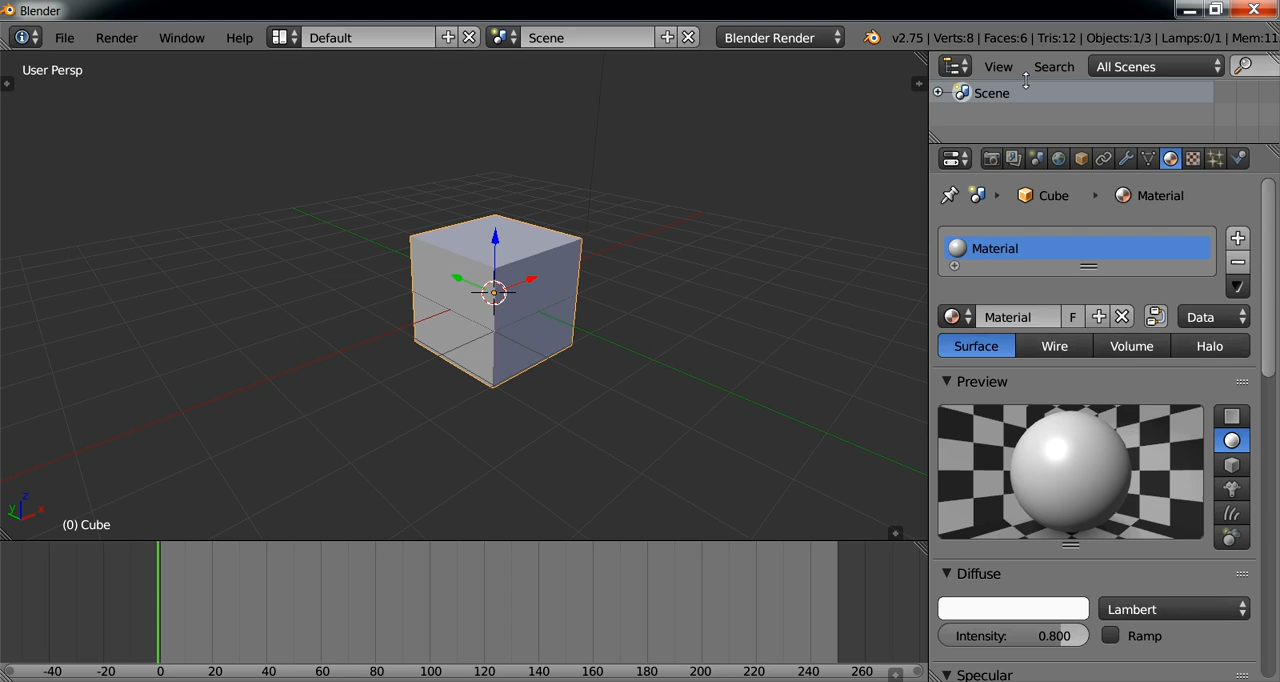 Blender
File Render Window Help Default Scene Blender Render v2.75 | Verts:8 | Faces:6 | Tris:12 | Objects:1/3 | Lamps:0/1 | Mem:11
User Persp
View Search All Scenes
Scene
Cube Material
Material
Material F Data
Surface Wire Volume Halo
Preview
z
y x
(0) Cube
Diffuse
Lambert
Intensity: 0.800 Ramp
Specular
-40 -20 0 20 40 60 80 100 120 140 160 180 200 220 240 260